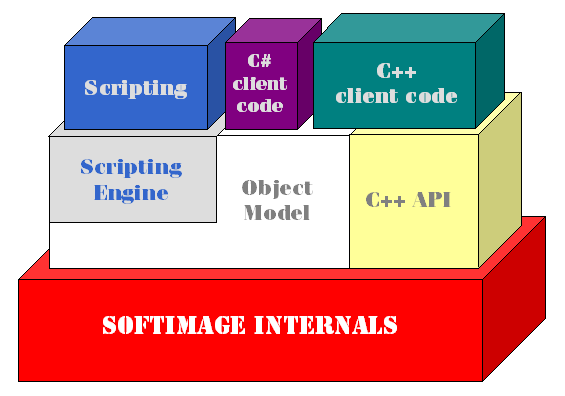 Scripting
C#
client
code
C++
client code
Scripting
Engine
Object
Model
C++ API
SOFTIMAGE INTERNALS